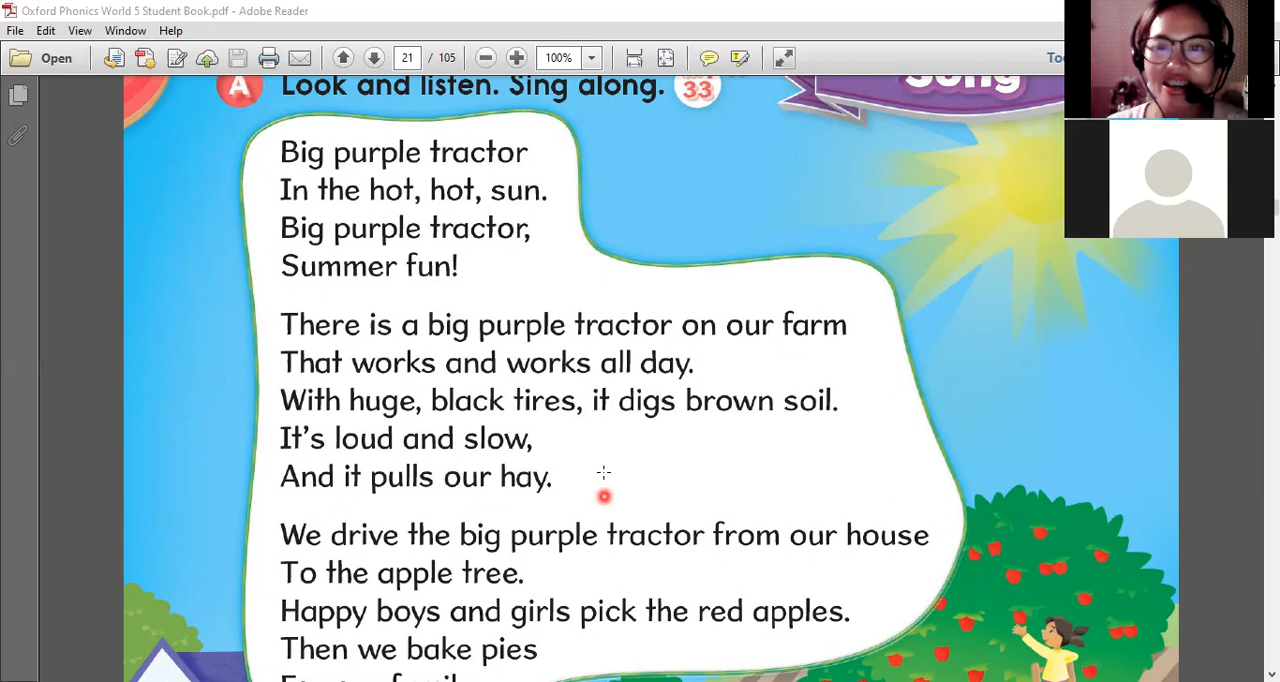 Oxford Phonics World 5 Student Book.pdf - Adobe Reader
File Edit View Window Help
Open 21 / 105 100%
A Look and listen. Sing along. 33
Song
Big purple tractor
In the hot, hot, sun.
Big purple tractor,
Summer fun!
There is a big purple tractor on our farm
That works and works all day.
With huge, black tires, it digs brown soil.
It's loud and slow,
And it pulls our hay.
We drive the big purple tractor from our house
To the apple tree.
Happy boys and girls pick the red apples.
Then we bake pies